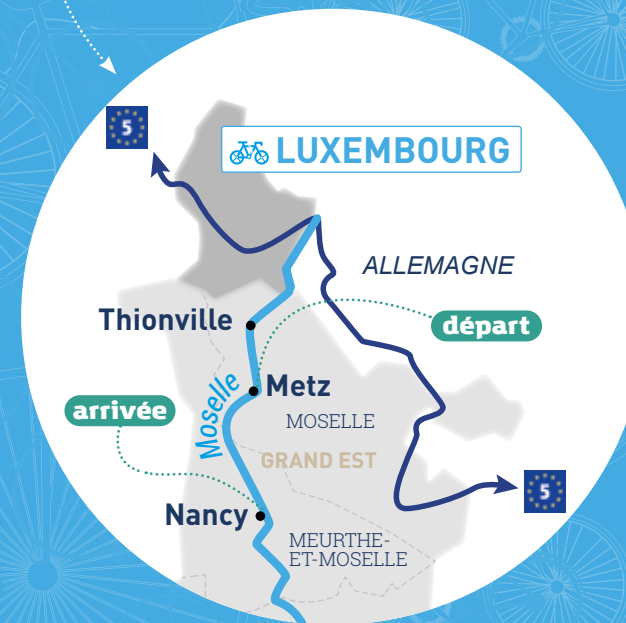 5
LUXEMBOURG
ALLEMAGNE
Thionville
départ
Metz
arrivée
Moselle
MOSELLE
GRAND EST
5
Nancy
MEURTHE-
ET-MOSELLE